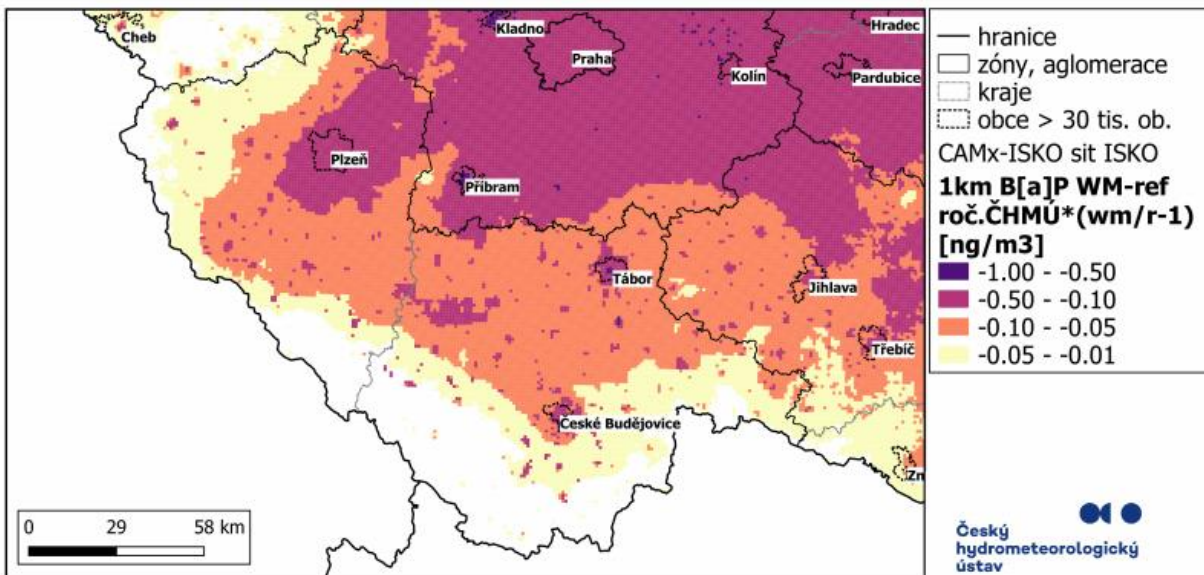 Cheb
Kladno
Praha
Kolín
Hradec
Pardubice
Plzeň
Příbram
Tábor
Jihlava
Třebíč
České Budějovice
Zn
0 29 58 km
hranice
zóny, aglomerace
kraje
obce > 30 tis. ob.
CAMx-ISKO sit ISKO
1km B[a]P WM-ref
roč.ČHMÚ*(wm/r-1)
[ng/m3]
-1.00 - -0.50
-0.50 - -0.10
-0.10 - -0.05
-0.05 - -0.01
Český
hydrometeorologický
ústav